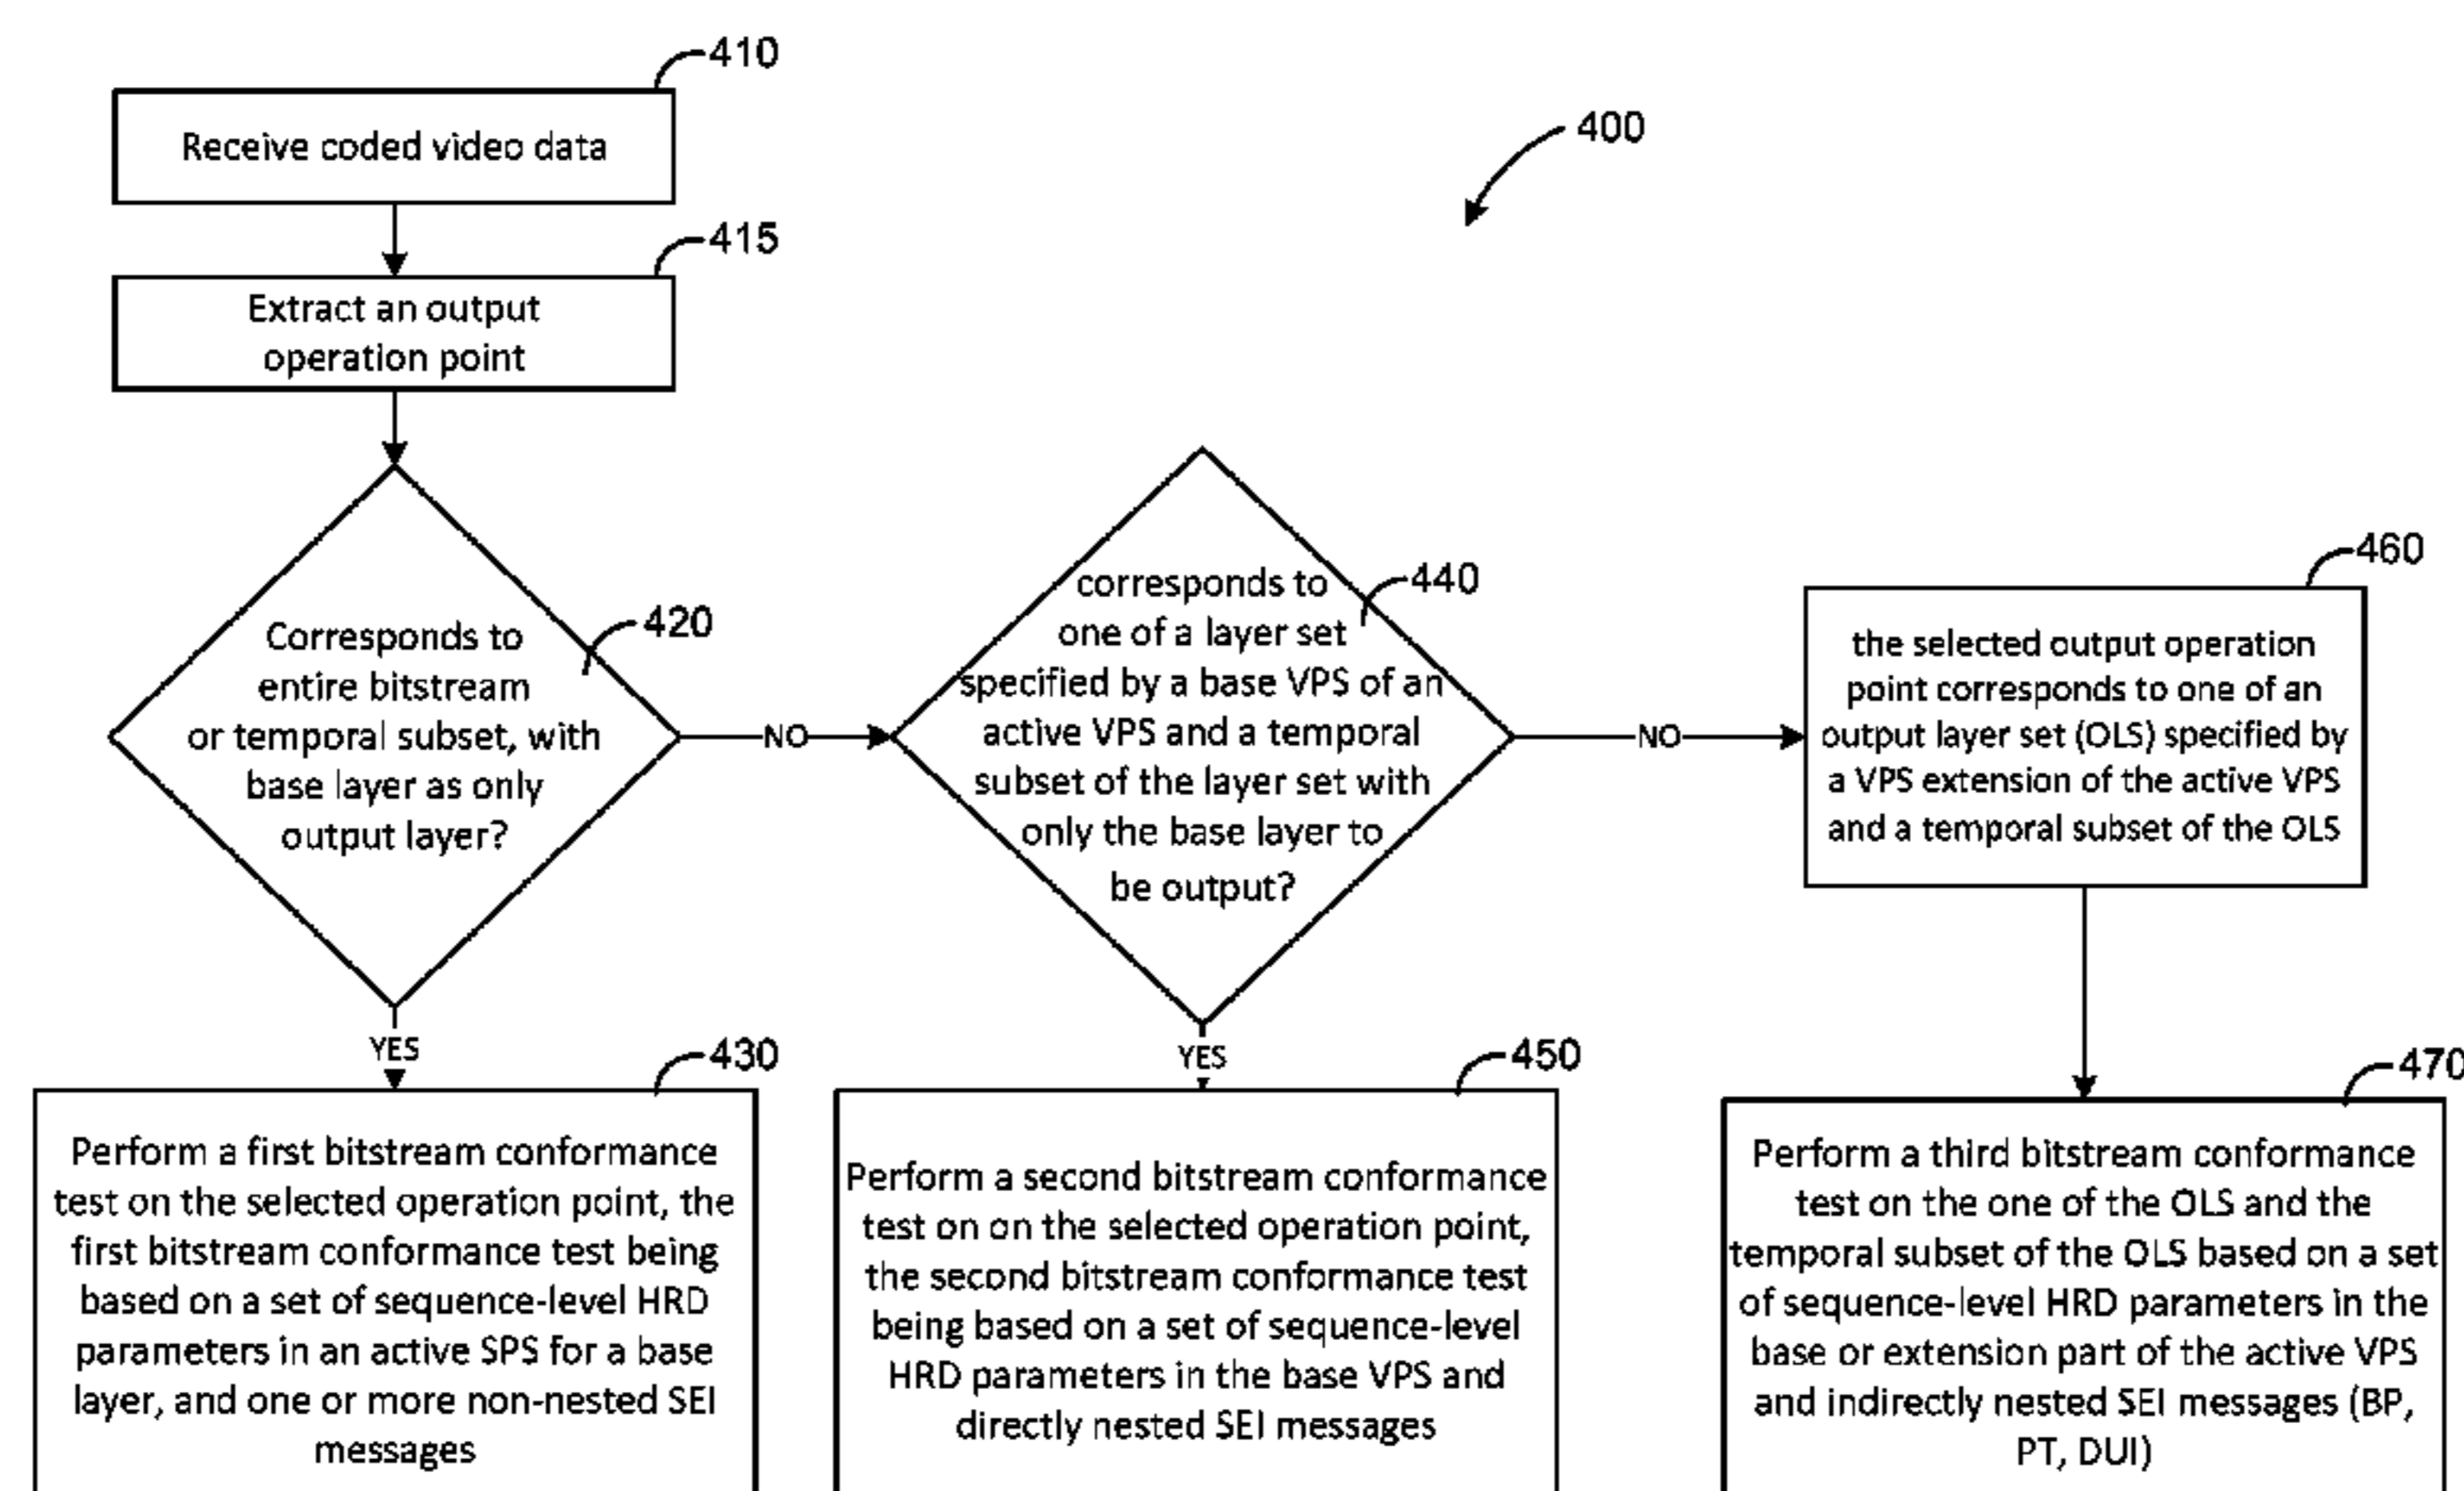 410
Receive coded video data
400
415
Extract an output
operation point
420
Corresponds to
entire bitstream
or temporal subset, with
base layer as only
output layer?
NO
440
corresponds to
one of a layer set
specified by a base VPS of an
active VPS and a temporal
subset of the layer set with
only the base layer to
be output?
NO
460
the selected output operation
point corresponds to one of an
output layer set (OLS) specified by
a VPS extension of the active VPS
and a temporal subset of the OLS
YES
430
Perform a first bitstream conformance
test on the selected operation point, the
first bitstream conformance test being
based on a set of sequence-level HRD
parameters in an active SPS for a base
layer, and one or more non-nested SEI
messages
YES
450
Perform a second bitstream conformance
test on on the selected operation point,
the second bitstream conformance test
being based on a set of sequence-level
HRD parameters in the base VPS and
directly nested SEI messages
470
Perform a third bitstream conformance
test on the one of the OLS and the
temporal subset of the OLS based on a set
of sequence-level HRD parameters in the
base or extension part of the active VPS
and indirectly nested SEI messages (BP,
PT, DUI)